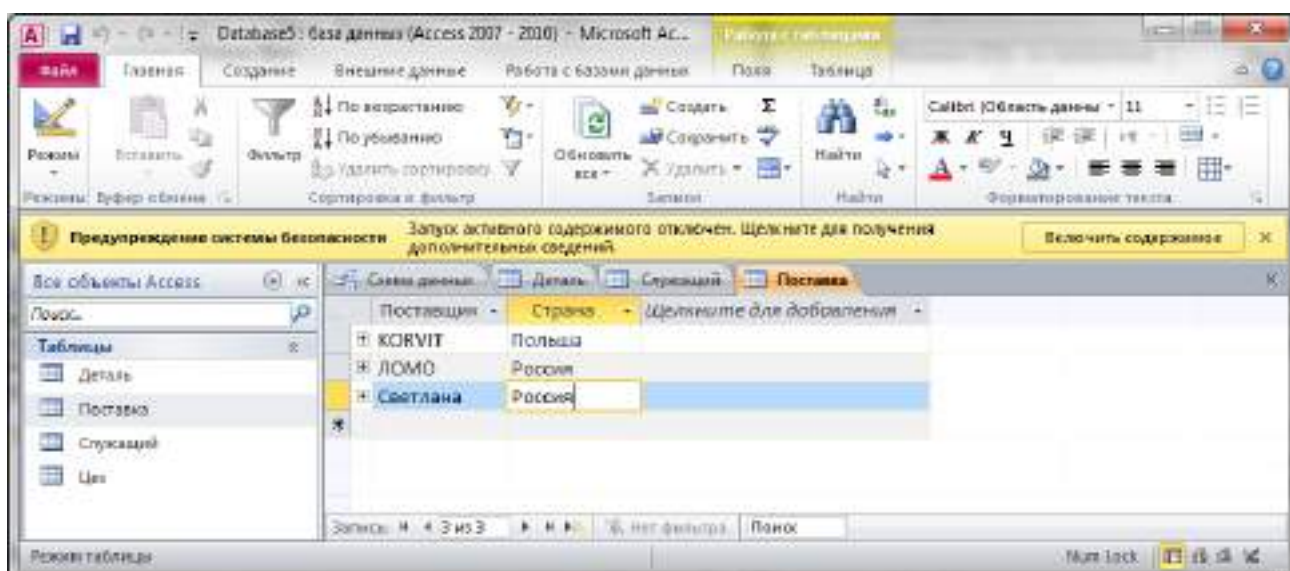 Database5 : база данных (Access 2007 - 2010) - Microsoft Ac...
Работа с таблицами
Файл Главная Создание Внешние данные Работа с базами данных Поля Таблица
По возрастанию
По убыванию
Удалить сортировку
Режимы
Вставить
Фильтр
Обновить все
Создать
Сохранить
Удалить
Найти
Calibri (Область данны 11
Ж К Ч
Режимы Буфер обмена Сортировка и фильтр Записи Найти Форматирование текста
Предупреждение системы безопасности Запуск активного содержимого отключен. Щелкните для получения дополнительных сведений. Включить содержимое
Все объекты Access
Поиск...
Таблицы
Деталь
Поставка
Служащий
Цех
Схема данных Деталь Служащий Поставка
Поставщик Страна Щелкните для добавления
KORVIT Польша
ЛОМО Россия
Светлана Россия
Запись: 3 из 3 Нет фильтра Поиск
Режим таблицы Num Lock